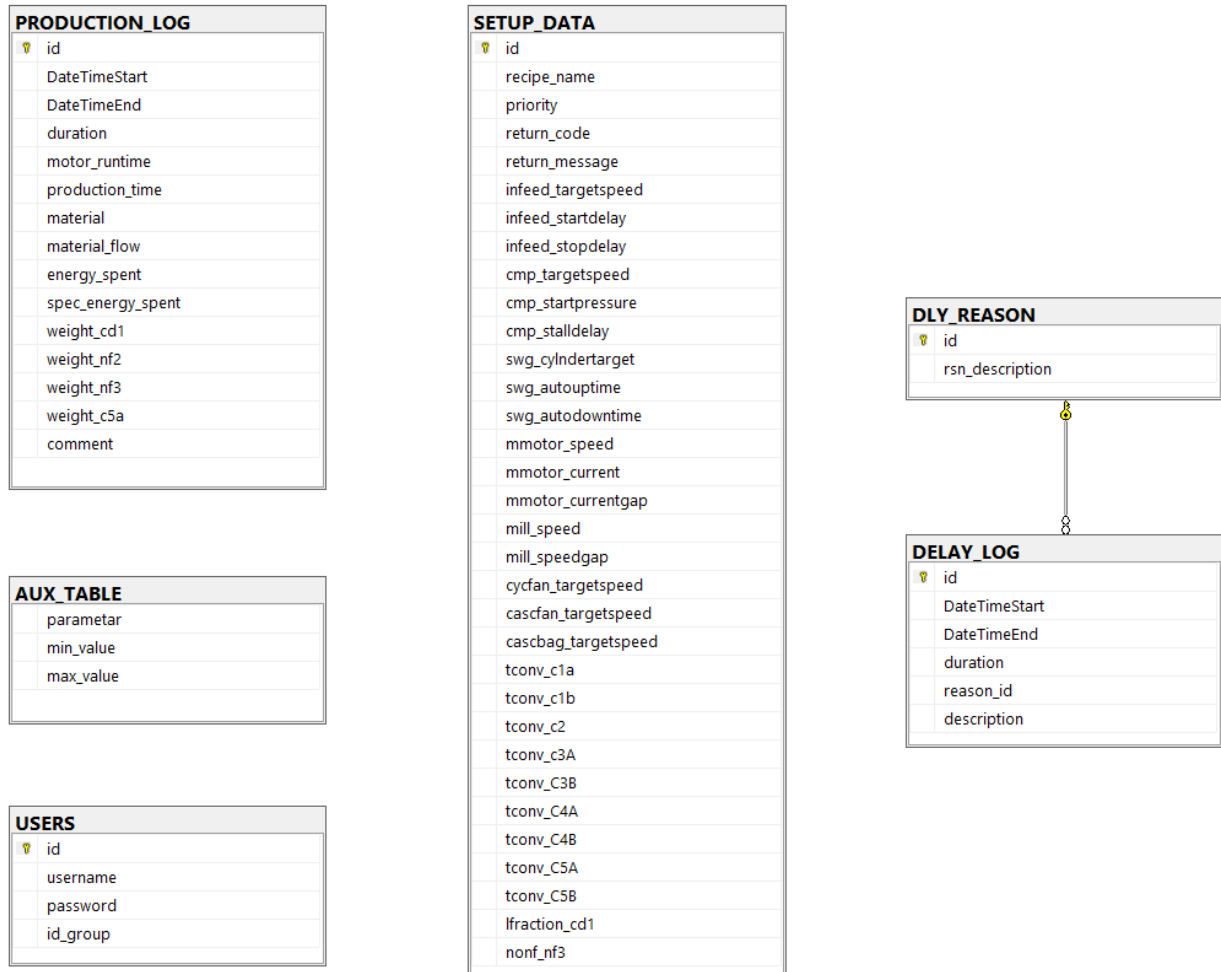 PRODUCTION_LOG
id
DateTimeStart
DateTimeEnd
duration
motor_runtime
production_time
material
material_flow
energy_spent
spec_energy_spent
weight_cd1
weight_nf2
weight_nf3
weight_c5a
comment
AUX_TABLE
parametar
min_value
max_value
USERS
id
username
password
id_group
SETUP_DATA
id
recipe_name
priority
return_code
return_message
infeed_targetspeed
infeed_startdelay
infeed_stopdelay
cmp_targetspeed
cmp_startpressure
cmp_stalldelay
swg_cylndertarget
swg_autouptime
swg_autodowntime
mmotor_speed
mmotor_current
mmotor_currentgap
mill_speed
mill_speedgap
cycfan_targetspeed
cascfan_targetspeed
cascbag_targetspeed
tconv_c1a
tconv_c1b
tconv_c2
tconv_c3A
tconv_C3B
tconv_C4A
tconv_C4B
tconv_C5A
tconv_C5B
lfraction_cd1
nonf_nf3
DLY_REASON
id
rsn_description
DELAY_LOG
id
DateTimeStart
DateTimeEnd
duration
reason_id
description